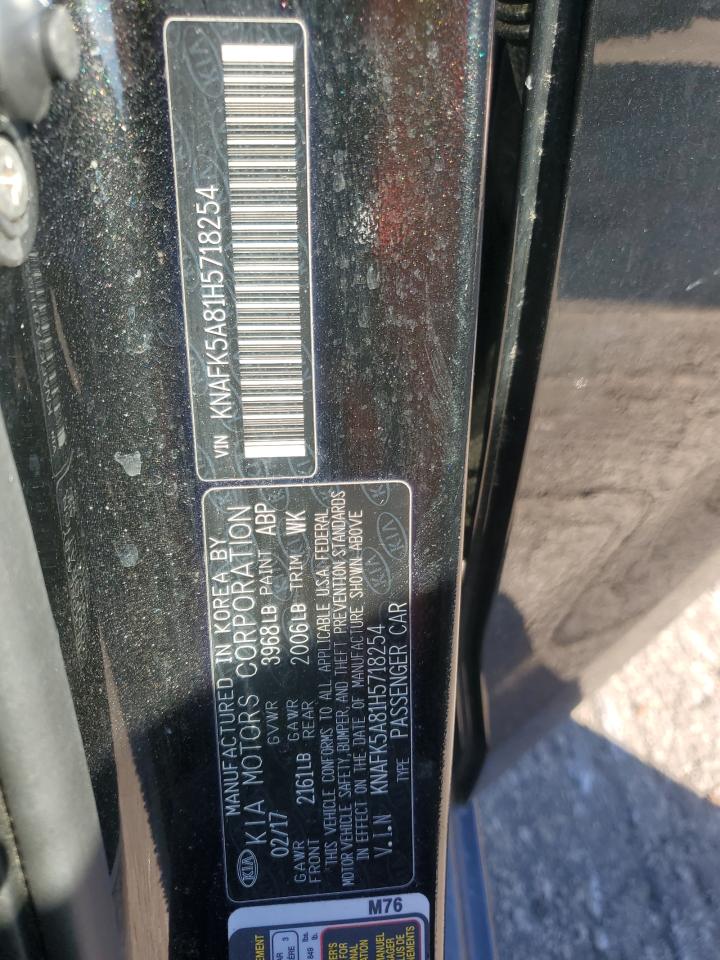 VIN KNAFK5A81H5718254
KIA
MANUFACTURED IN KOREA BY
KIA MOTORS CORPORATION
02/17 GVWR 3968LB PAINT ABP
GAWR FRONT 2161LB GAWR REAR 2006LB TRIM WK
THIS VEHICLE CONFORMS TO ALL APPLICABLE U.S.A. FEDERAL
MOTOR VEHICLE SAFETY, BUMPER, AND THEFT PREVENTION STANDARDS
IN EFFECT ON THE DATE OF MANUFACTURE SHOWN ABOVE
V.I.N KNAFK5A81H5718254
TYPE PASSENGER CAR
M76